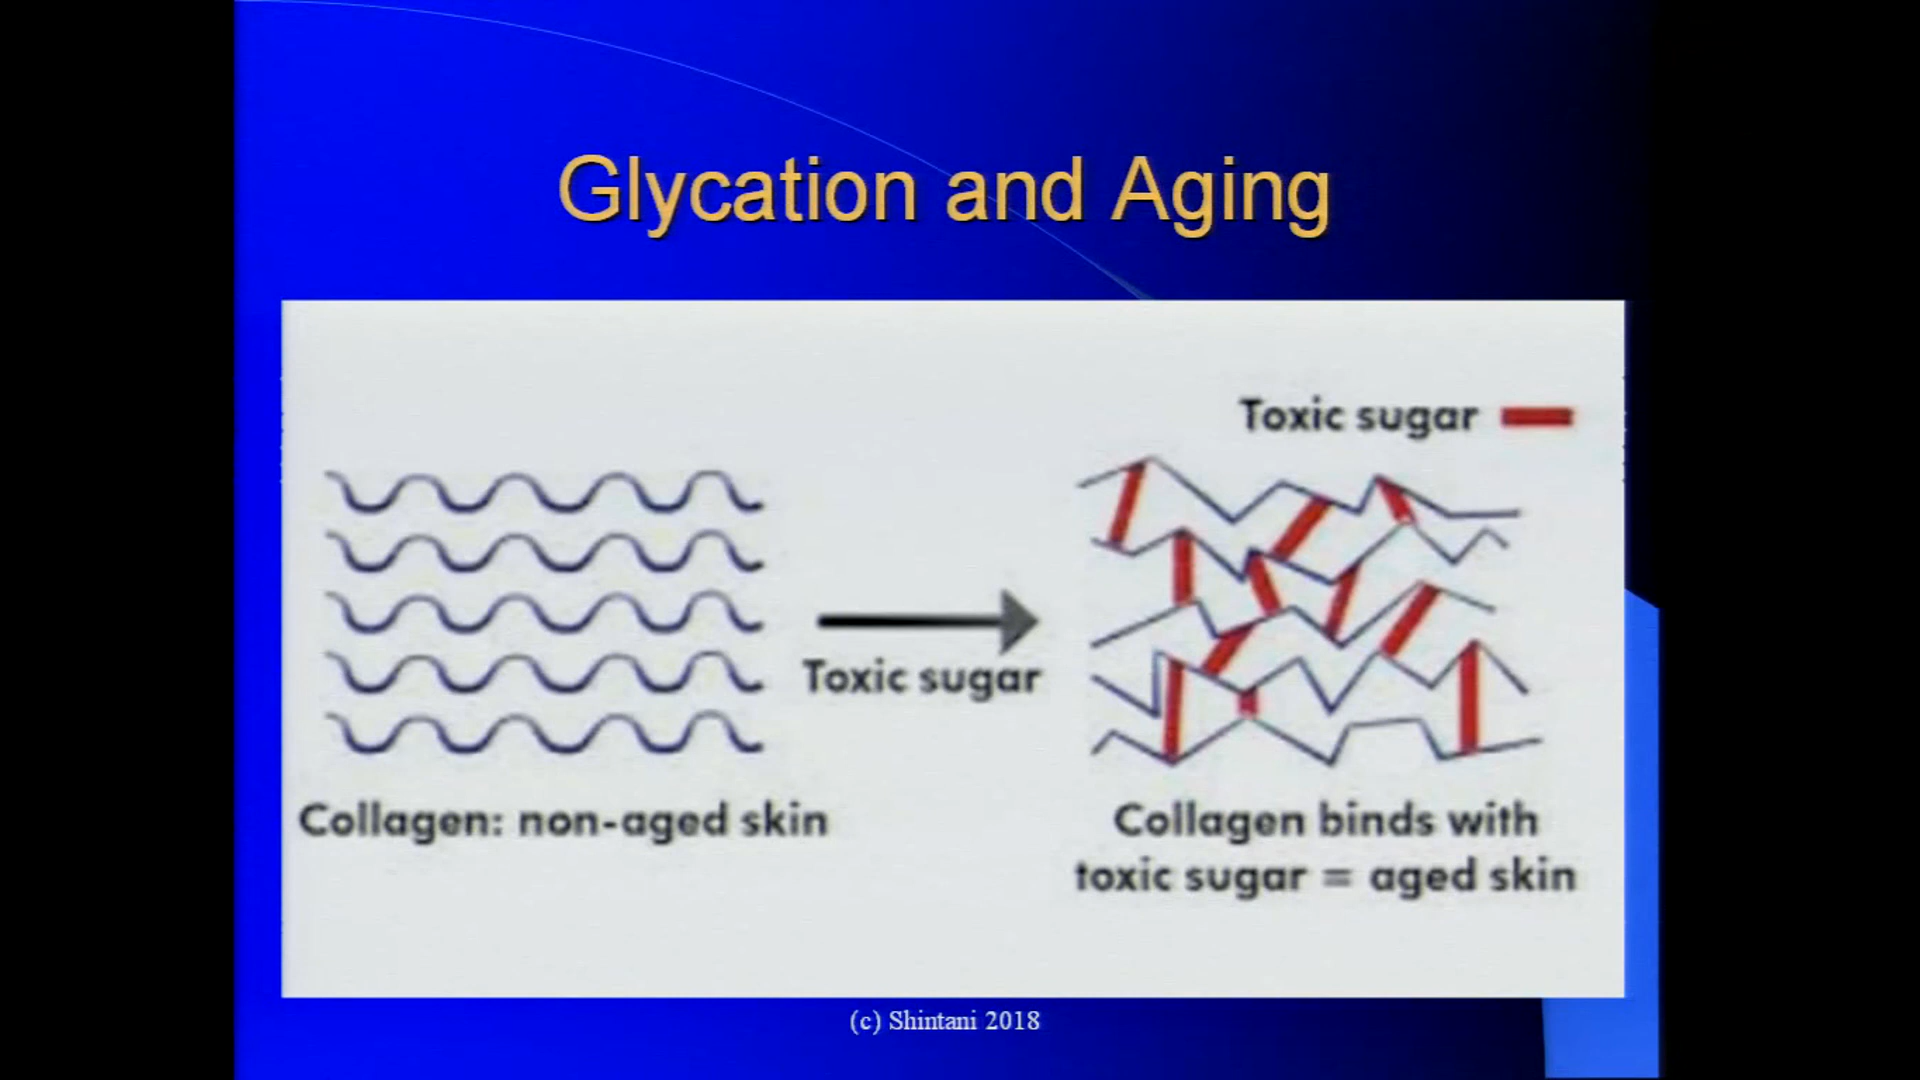 Glycation and Aging
Toxic sugar
Toxic sugar
Collagen: non-aged skin
Collagen binds with
toxic sugar = aged skin
(c) Shintani 2018